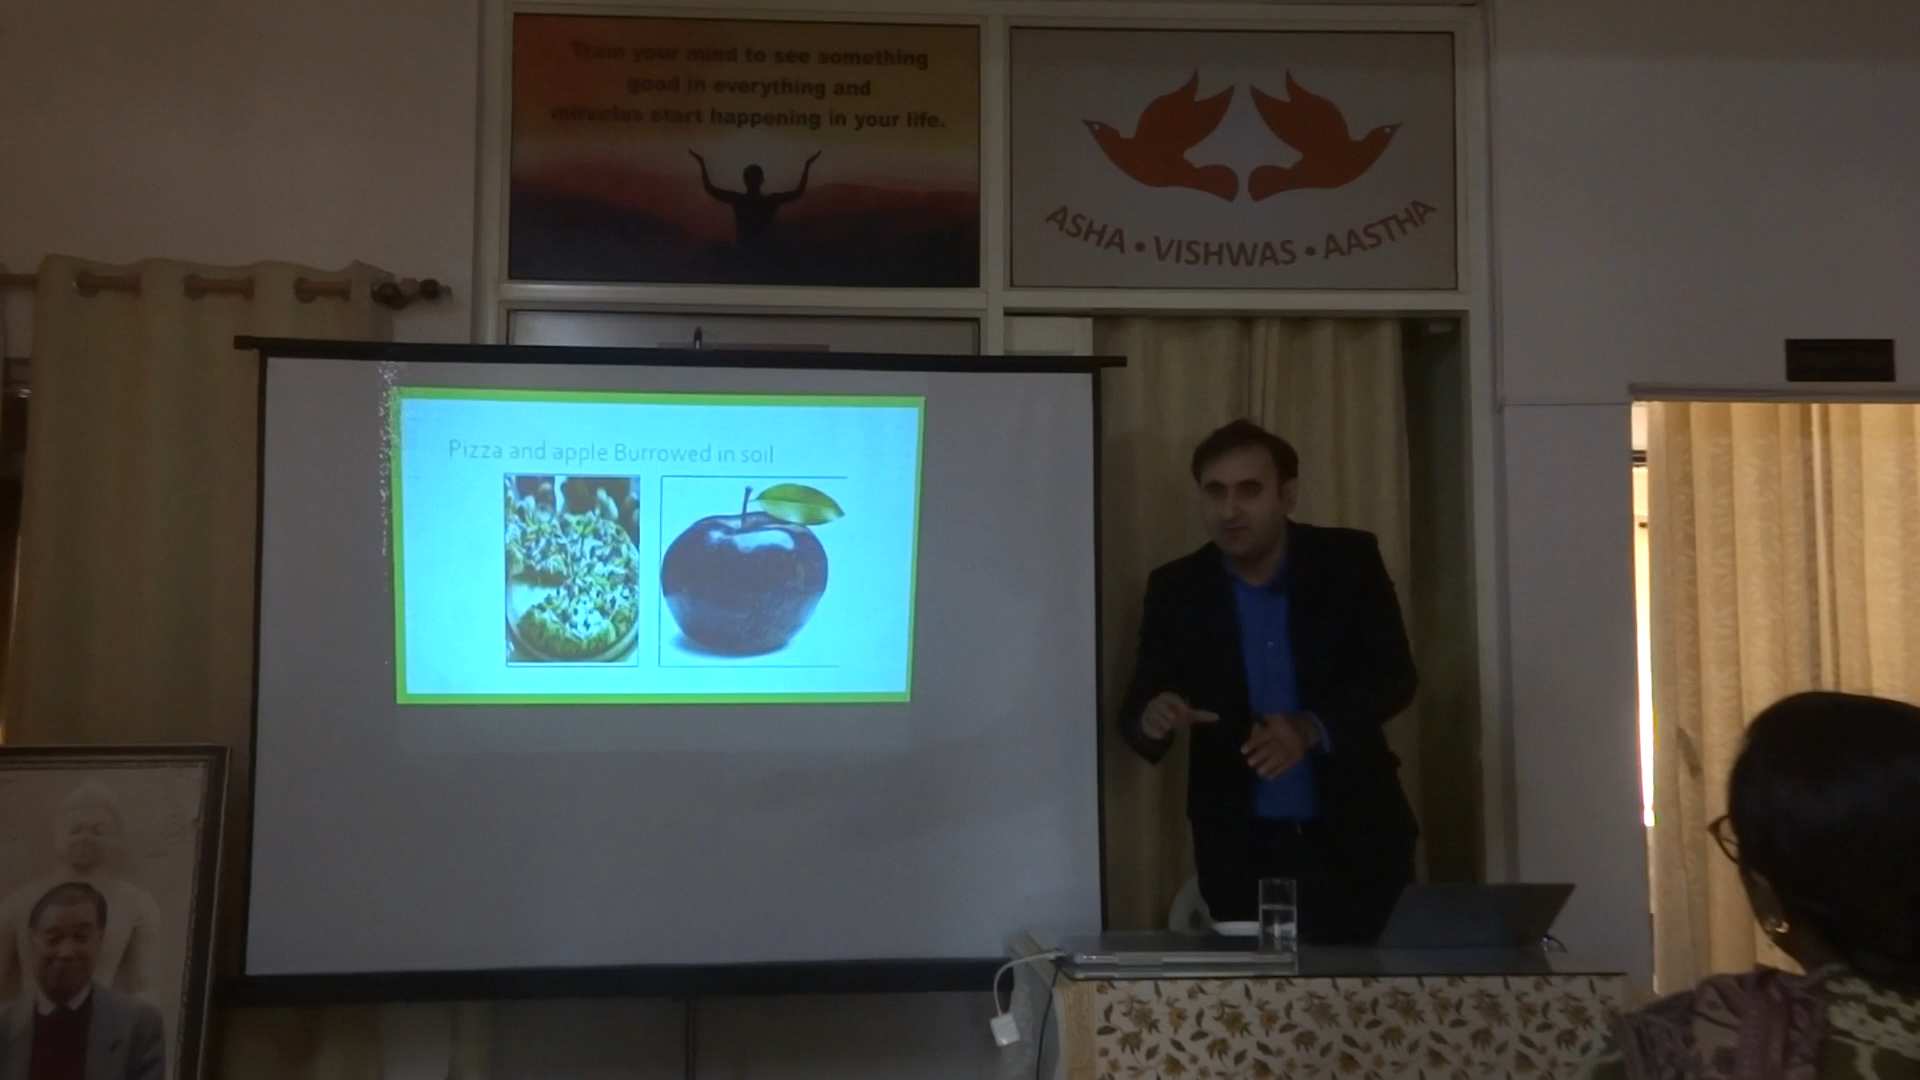 Train your mind to see something
good in everything and
miracles start happening in your life.
ASHA • VISHWAS • AASTHA
Pizza and apple Burrowed in soil